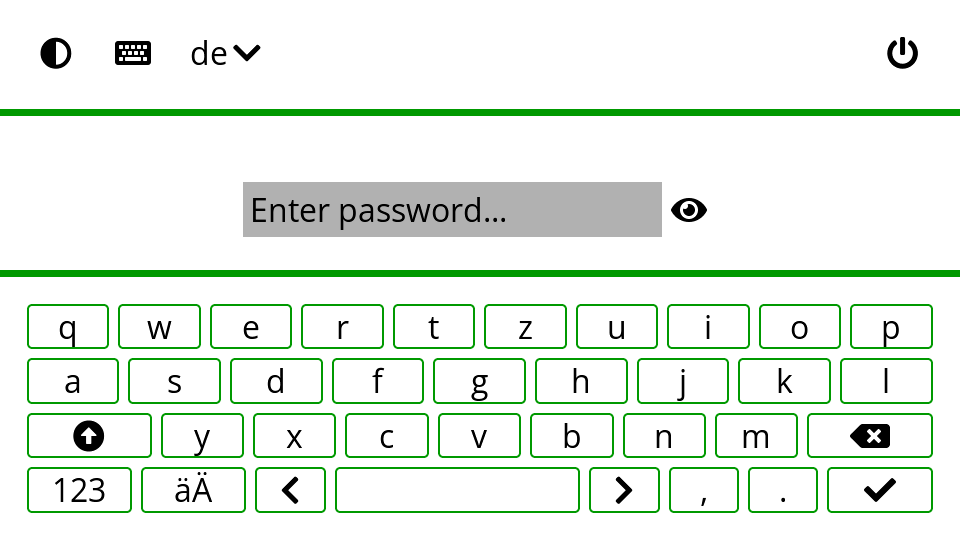 de
Enter password...
q w e r t z u i o p
a s d f g h j k l
y x c v b n m
123 äÄ , .